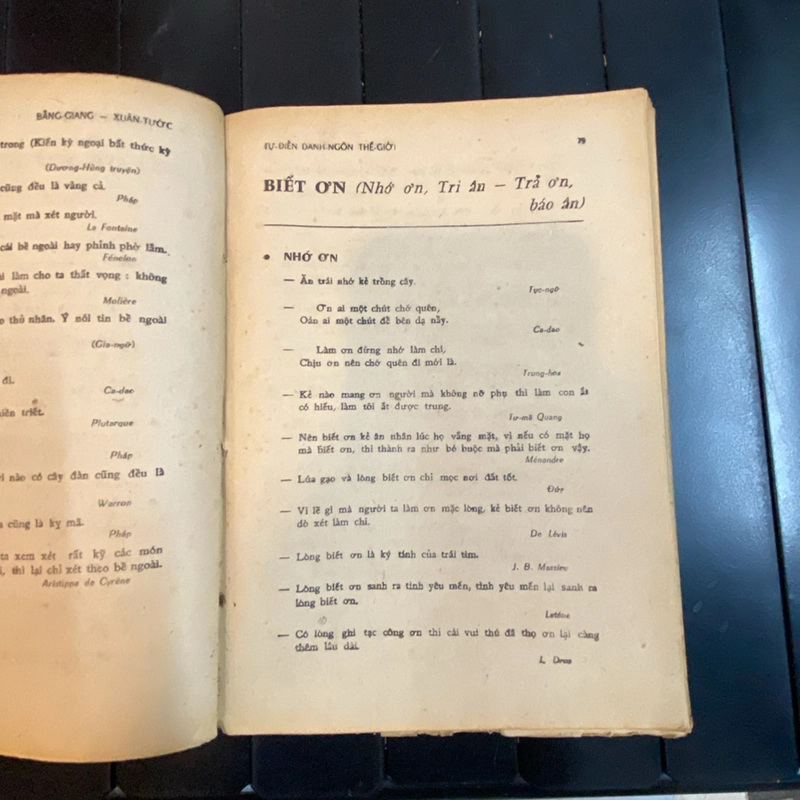 BẰNG-GIANG — XUÂN-TƯỚC
trong (Kiến kỳ ngoại bất thức kỳ
(Dương-Hùng truyện)
cũng đều là vàng cả.
Pháp
mặt mà xét người.
La Fontaine
cái bề ngoài hay phỉnh phờ lắm.
Fénelon
làm cho ta thất vọng : không
ngoài.
Molière
thủ nhân. Ý nói tin bề ngoài
(Gia-ngữ)
đi.
Ca-dao
triết.
Plutarque
Pháp
nào có cây đàn cũng đều là
Warron
cũng là kỵ mã.
Pháp
ta xem xét rất kỹ các món
, thì lại chỉ xét theo bề ngoài.
Aristippe de Cyrène
TỰ-ĐIỂN DANH-NGÔN THẾ-GIỚI
79
BIẾT ƠN (Nhớ ơn, Tri ân — Trả ơn,
báo ân)
• NHỚ ƠN
— Ăn trái nhớ kẻ trồng cây.
Tục-ngữ
— Ơn ai một chút chớ quên,
Oán ai một chút để bên dạ nầy.
Ca-dao
— Làm ơn đừng nhớ làm chi,
Chịu ơn nên chớ quên đi mới là.
Trung-hoa
— Kẻ nào mang ơn người mà không nỡ phụ thì làm con ắt
có hiếu, làm tôi ắt được trung.
Tư-mã Quang
— Nên biết ơn kẻ ân nhân lúc họ vắng mặt, vì nếu có mặt họ
mà biết ơn, thì thành ra như bó buộc mà phải biết ơn vậy.
Ménandre
— Lúa gạo và lòng biết ơn chỉ mọc nơi đất tốt.
Đức
— Vì lẽ gì mà người ta làm ơn mặc lòng, kẻ biết ơn không nên
dò xét làm chi.
De Lévis
— Lòng biết ơn là ký tính của trái tim.
J. B. Massieu
— Lòng biết ơn sanh ra tình yêu mến, tình yêu mến lại sanh ra
lòng biết ơn.
Latène
— Có lòng ghi tạc công ơn thì cái vui thú đã thọ ơn lại càng
thêm lâu dài.
L.